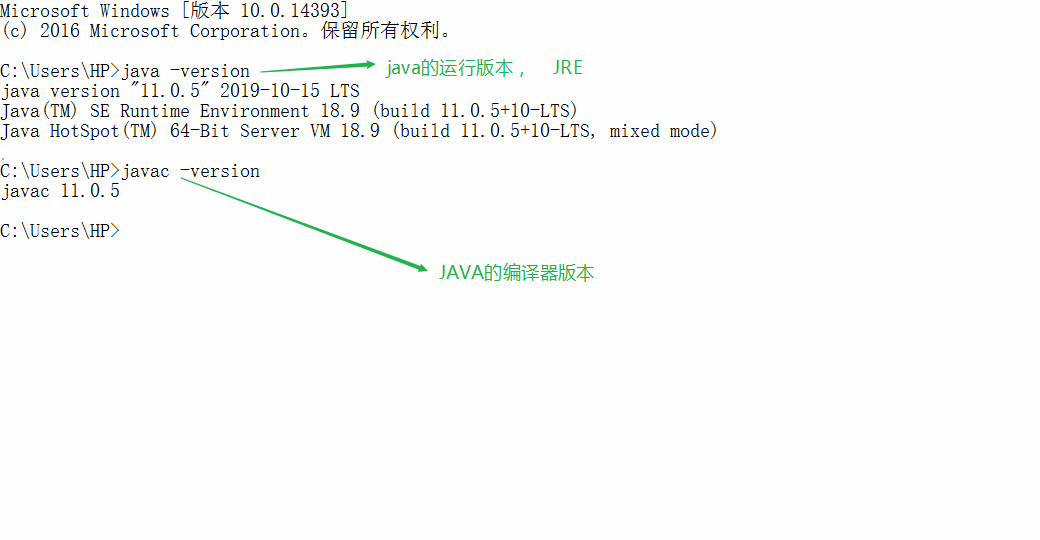 Microsoft Windows [版本 10.0.14393]
(c) 2016 Microsoft Corporation。保留所有权利。
C:\Users\HP>java -version
java的运行版本， JRE
java version "11.0.5" 2019-10-15 LTS
Java(TM) SE Runtime Environment 18.9 (build 11.0.5+10-LTS)
Java HotSpot(TM) 64-Bit Server VM 18.9 (build 11.0.5+10-LTS, mixed mode)
C:\Users\HP>javac -version
javac 11.0.5
C:\Users\HP>
JAVA的编译器版本